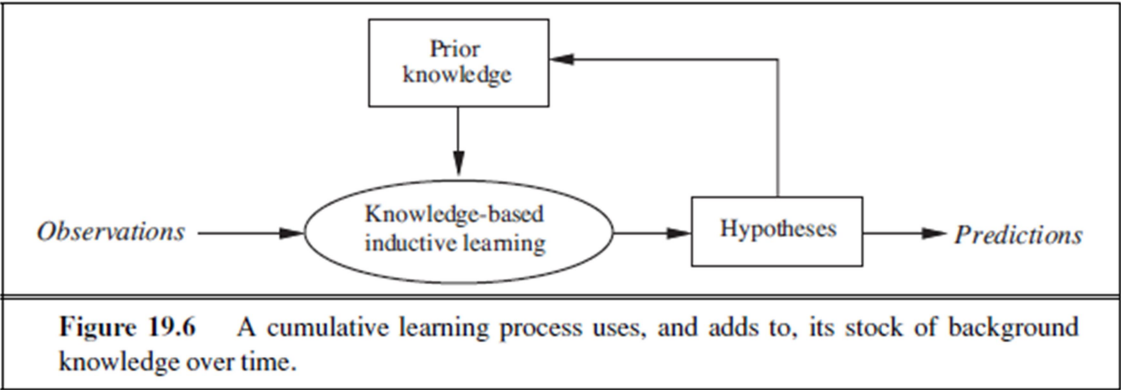 Prior
knowledge
Observations
Knowledge-based
inductive learning
Hypotheses
Predictions
Figure 19.6 A cumulative learning process uses, and adds to, its stock of background
knowledge over time.